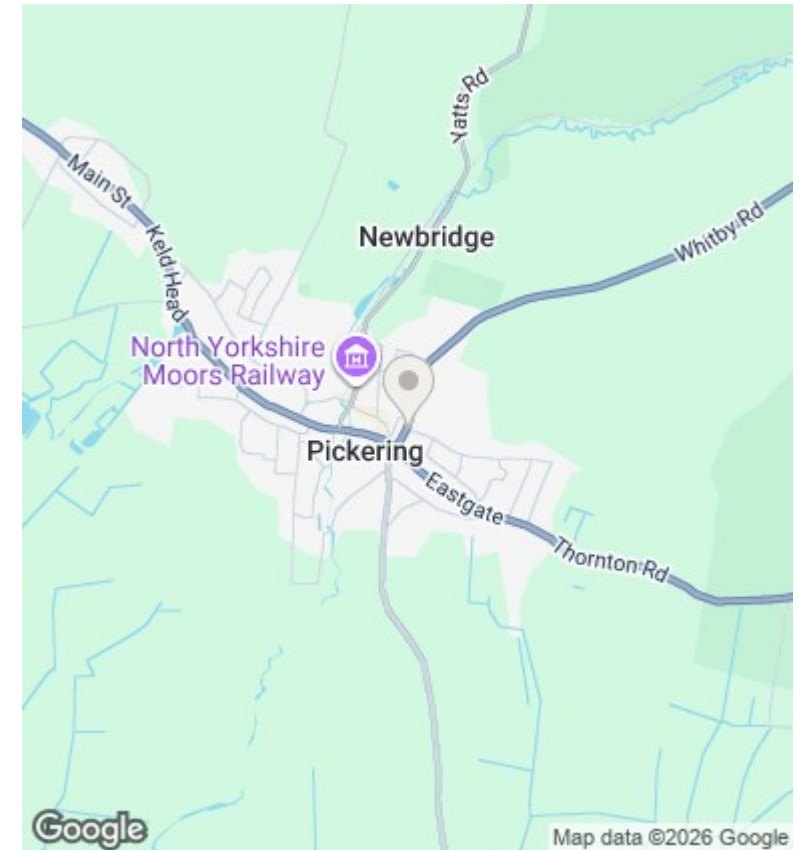 Yatts Rd
Main St
Newbridge
Whitby Rd
Keld Head
North Yorkshire
Moors Railway
Pickering
Eastgate
Thornton Rd
Google
Map data ©2026 Google